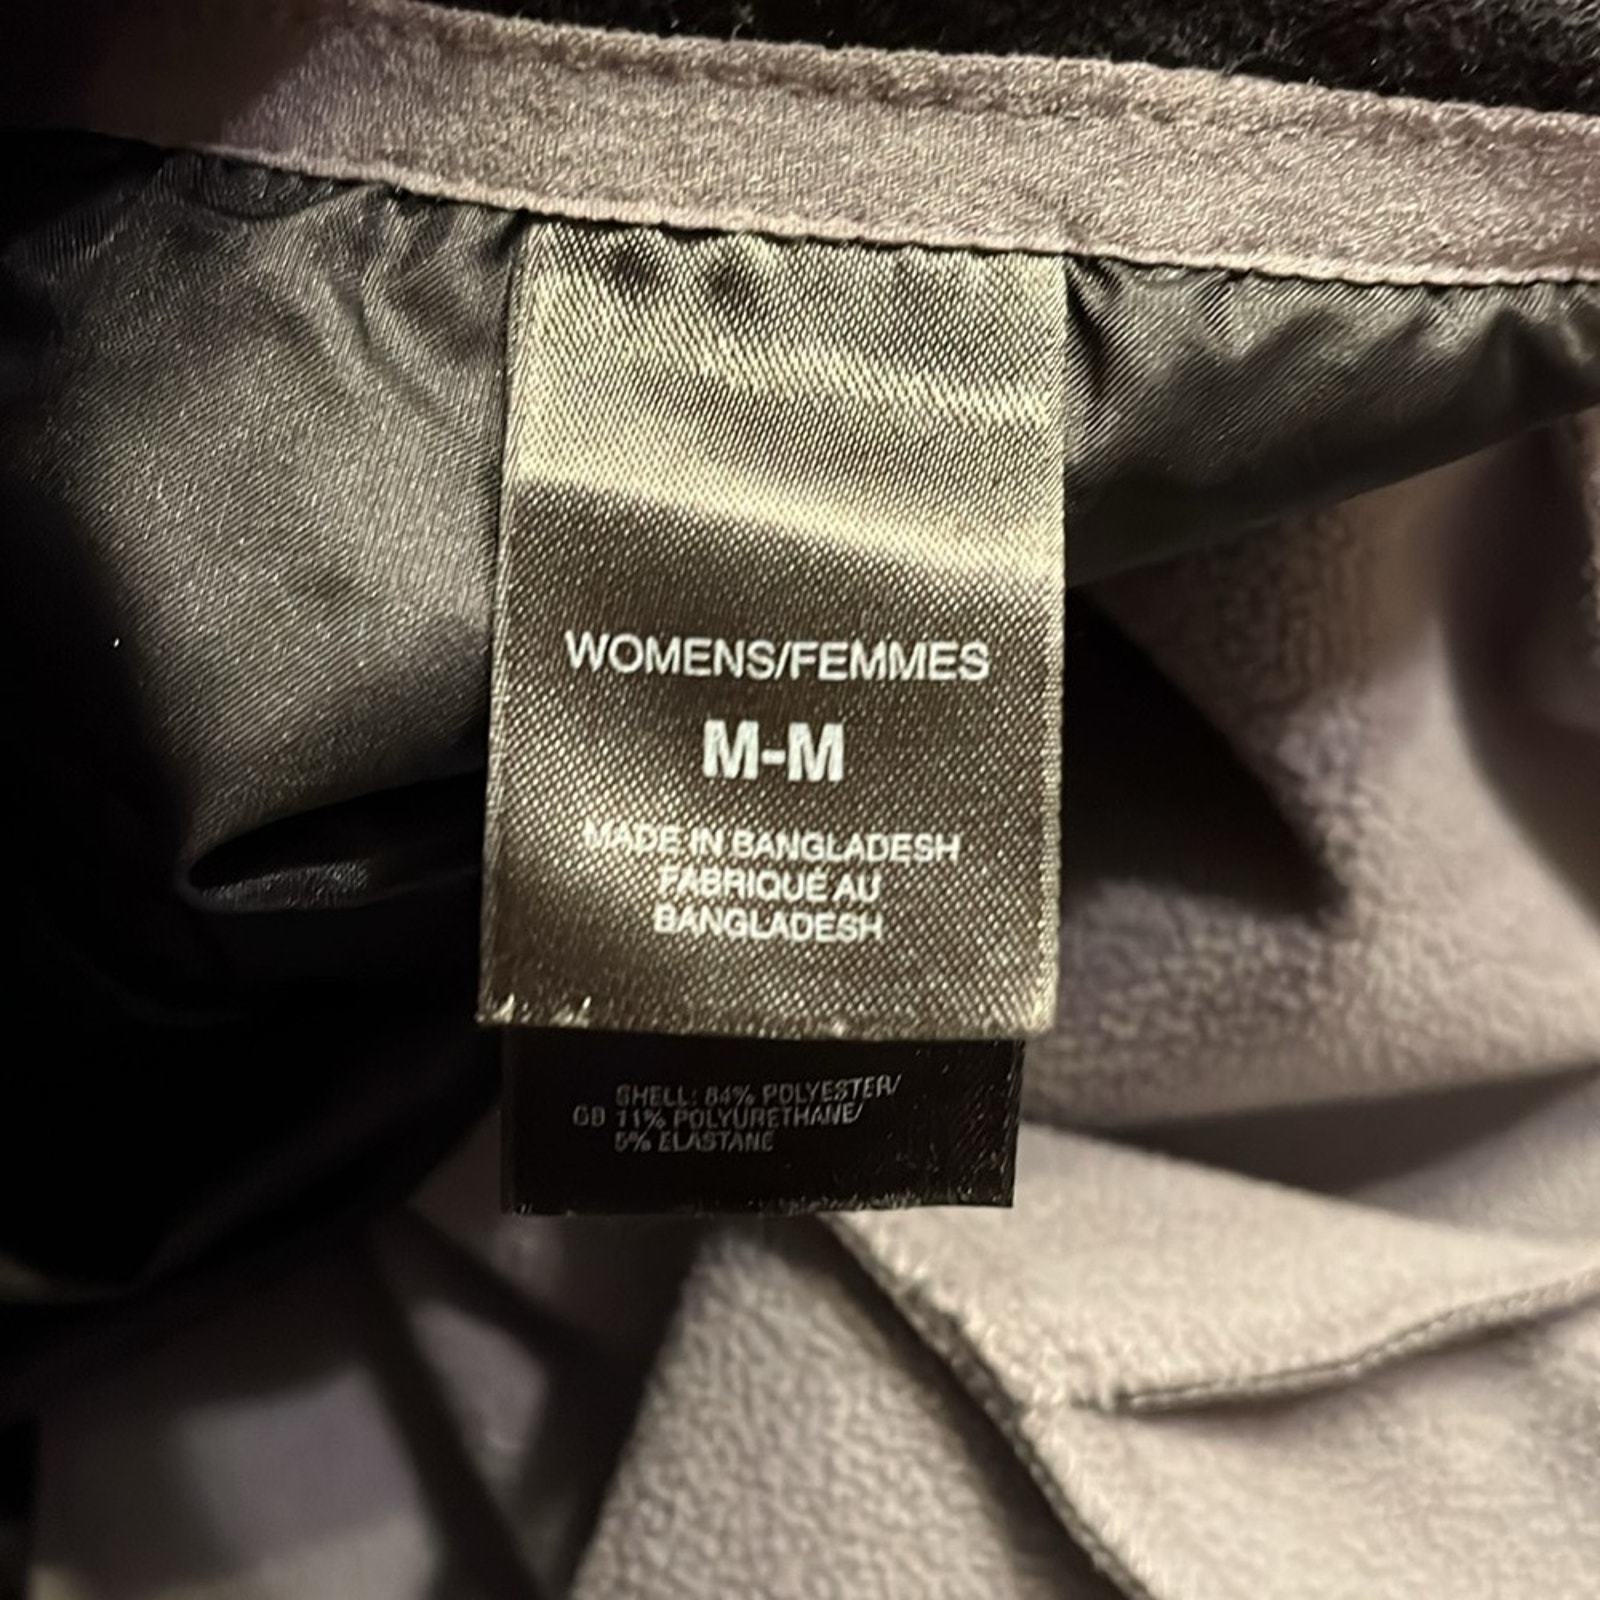 WOMENS/FEMMES
M-M
MADE IN BANGLADESH
FABRIQUÉ AU
BANGLADESH
SHELL: 84% POLYESTER/
GB 11% POLYURETHANE/
5% ELASTANE